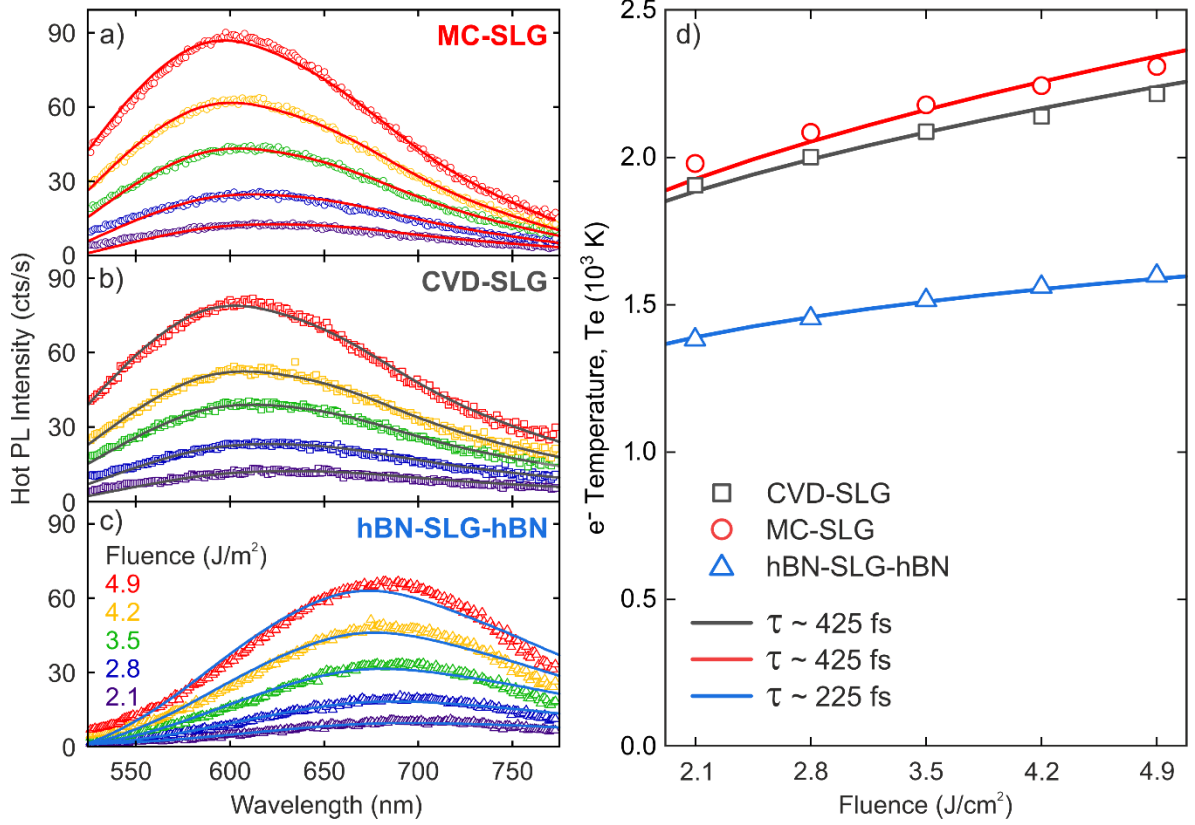 a)
MC-SLG
90
60
30
0
b)
CVD-SLG
90
60
30
0
c)
hBN-SLG-hBN
Fluence (J/m²)
4.9
4.2
3.5
2.8
2.1
90
60
30
0
550 600 650 700 750
Wavelength (nm)
Hot PL Intensity (cts/s)
d)
2.5
2.0
1.5
1.0
0.5
0.0
e⁻ Temperature, Te (10³ K)
CVD-SLG
MC-SLG
hBN-SLG-hBN
τ ~ 425 fs
τ ~ 425 fs
τ ~ 225 fs
2.1 2.8 3.5 4.2 4.9
Fluence (J/cm²)